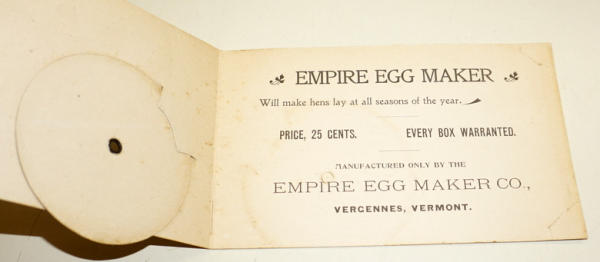 EMPIRE EGG MAKER
Will make hens lay at all seasons of the year.
PRICE, 25 CENTS. EVERY BOX WARRANTED.
MANUFACTURED ONLY BY THE
EMPIRE EGG MAKER CO.,
VERGENNES, VERMONT.